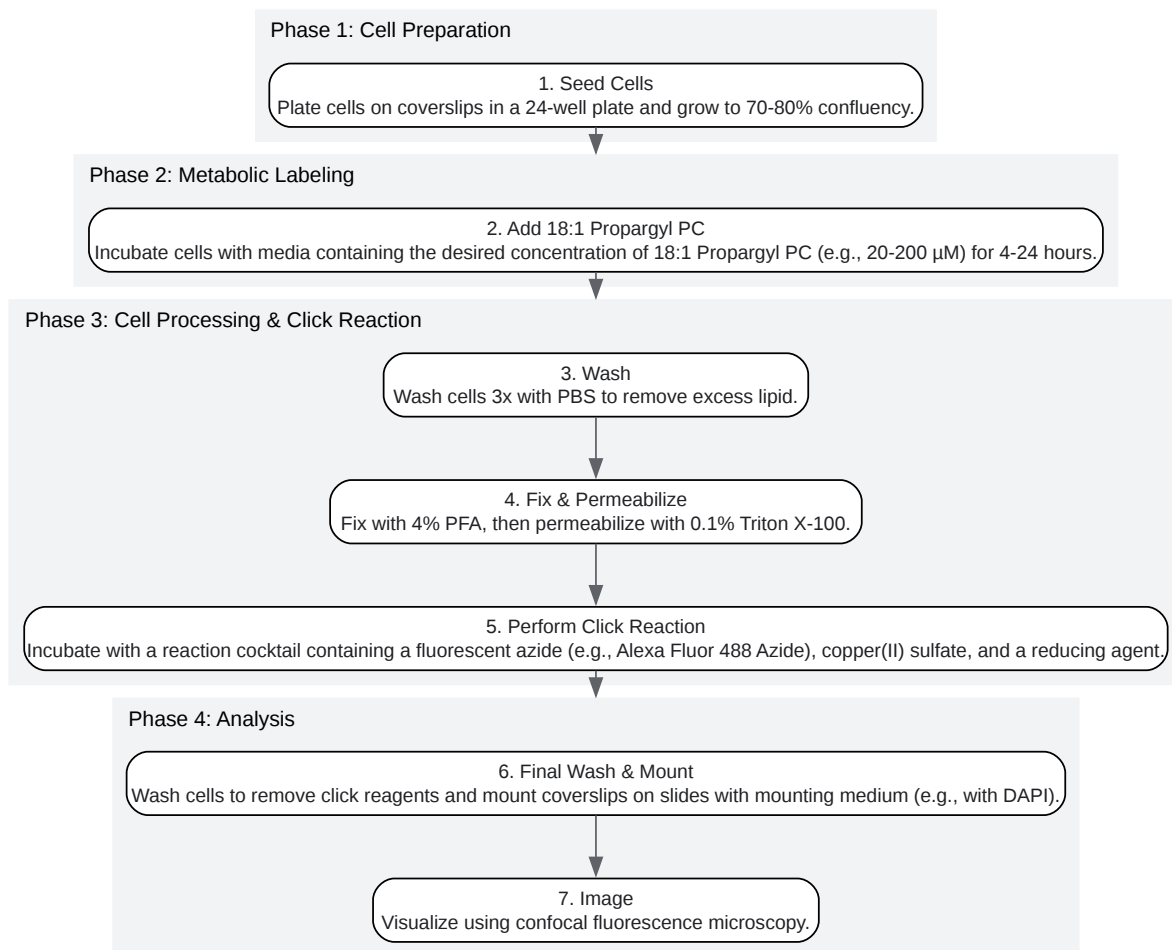 Phase 1: Cell Preparation
1. Seed Cells
Plate cells on coverslips in a 24-well plate and grow to 70-80% confluency.
Phase 2: Metabolic Labeling
2. Add 18:1 Propargyl PC
Incubate cells with media containing the desired concentration of 18:1 Propargyl PC (e.g., 20-200 µM) for 4-24 hours.
Phase 3: Cell Processing & Click Reaction
3. Wash
Wash cells 3x with PBS to remove excess lipid.
4. Fix & Permeabilize
Fix with 4% PFA, then permeabilize with 0.1% Triton X-100.
5. Perform Click Reaction
Incubate with a reaction cocktail containing a fluorescent azide (e.g., Alexa Fluor 488 Azide), copper(II) sulfate, and a reducing agent.
Phase 4: Analysis
6. Final Wash & Mount
Wash cells to remove click reagents and mount coverslips on slides with mounting medium (e.g., with DAPI).
7. Image
Visualize using confocal fluorescence microscopy.